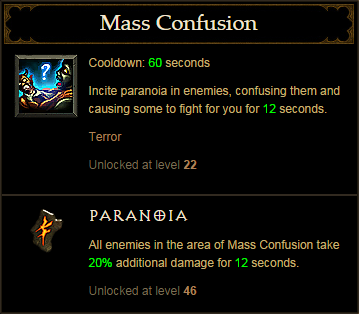 Mass Confusion
Cooldown: 60 seconds
Incite paranoia in enemies, confusing them and
causing some to fight for you for 12 seconds.
Terror
Unlocked at level 22
PARANOIA
All enemies in the area of Mass Confusion take
20% additional damage for 12 seconds.
Unlocked at level 46